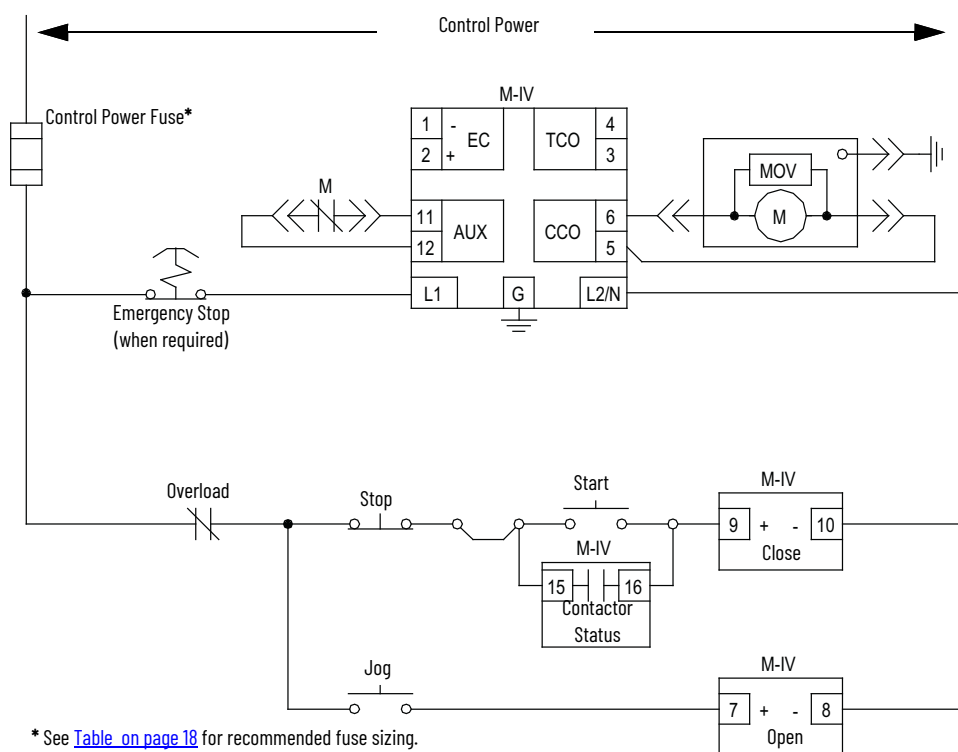 Control Power
M-IV
Control Power Fuse*
1 - EC TCO 4
2 + 3
MOV
M
M
11 AUX CCO 6
12 5
L1 G L2/N
Emergency Stop
(when required)
Overload
Stop
Start
M-IV
M-IV
9 + - 10
Close
15 16
Contactor
Status
Jog
M-IV
7 + - 8
Open
* See Table on page 18 for recommended fuse sizing.